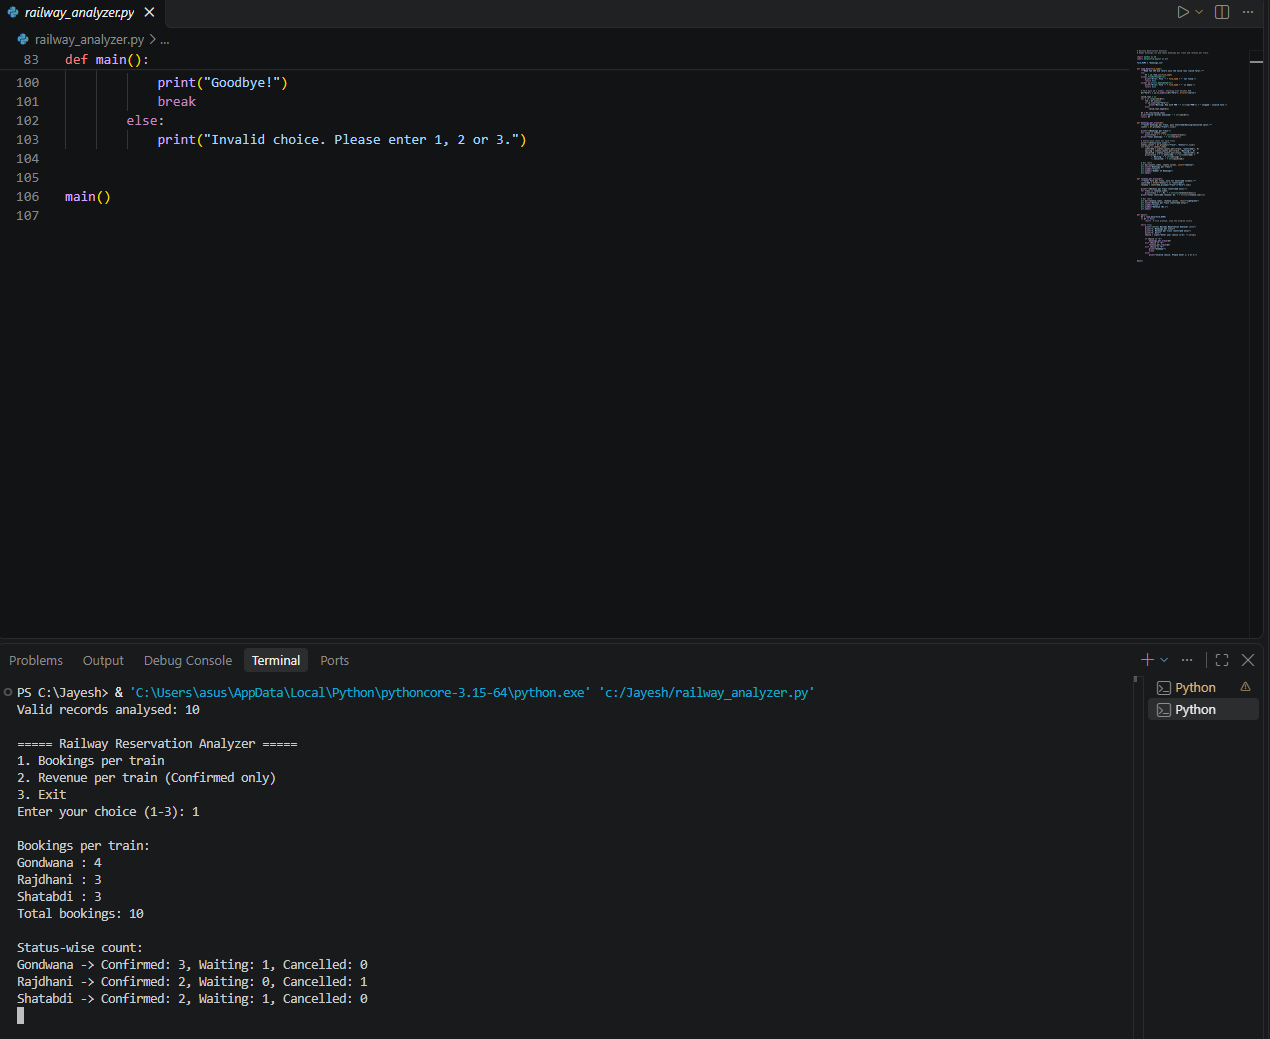 railway_analyzer.py
railway_analyzer.py > ...
83 def main():
100 print("Goodbye!")
101 break
102 else:
103 print("Invalid choice. Please enter 1, 2 or 3.")
104
105
106 main()
107
Problems Output Debug Console Terminal Ports
PS C:\Jayesh> & 'C:\Users\asus\AppData\Local\Python\pythoncore-3.15-64\python.exe' 'c:/Jayesh/railway_analyzer.py'
Valid records analysed: 10
===== Railway Reservation Analyzer =====
1. Bookings per train
2. Revenue per train (Confirmed only)
3. Exit
Enter your choice (1-3): 1
Bookings per train:
Gondwana : 4
Rajdhani : 3
Shatabdi : 3
Total bookings: 10
Status-wise count:
Gondwana -> Confirmed: 3, Waiting: 1, Cancelled: 0
Rajdhani -> Confirmed: 2, Waiting: 0, Cancelled: 1
Shatabdi -> Confirmed: 2, Waiting: 1, Cancelled: 0
Python
Python